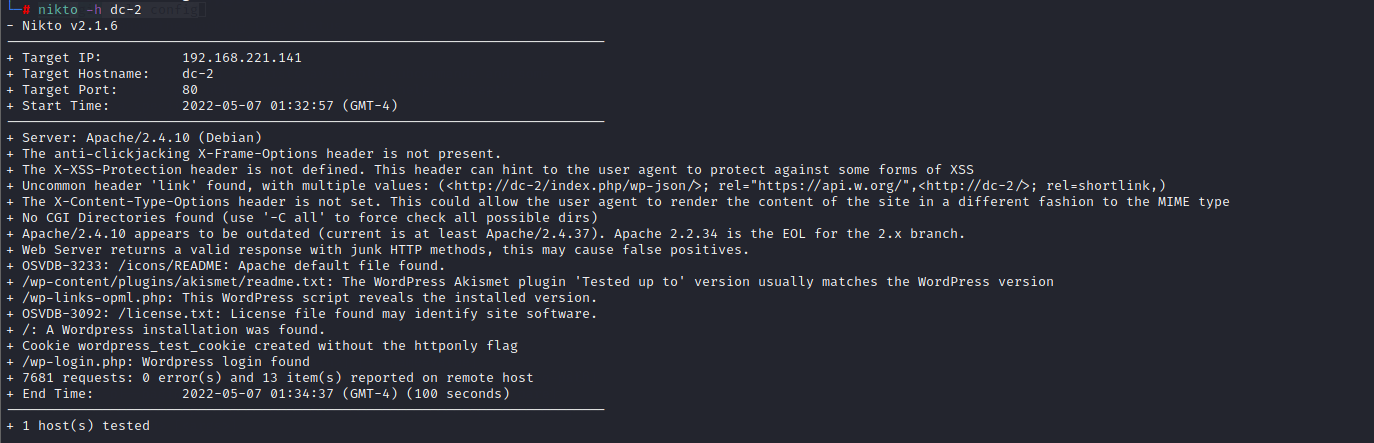 └─# nikto -h dc-2 config
- Nikto v2.1.6
---------------------------------------------------------------------------
+ Target IP:          192.168.221.141
+ Target Hostname:    dc-2
+ Target Port:        80
+ Start Time:         2022-05-07 01:32:57 (GMT-4)
---------------------------------------------------------------------------
+ Server: Apache/2.4.10 (Debian)
+ The anti-clickjacking X-Frame-Options header is not present.
+ The X-XSS-Protection header is not defined. This header can hint to the user agent to protect against some forms of XSS
+ Uncommon header 'link' found, with multiple values: (<http://dc-2/index.php/wp-json/>; rel="https://api.w.org/",<http://dc-2/>; rel=shortlink,)
+ The X-Content-Type-Options header is not set. This could allow the user agent to render the content of the site in a different fashion to the MIME type
+ No CGI Directories found (use '-C all' to force check all possible dirs)
+ Apache/2.4.10 appears to be outdated (current is at least Apache/2.4.37). Apache 2.2.34 is the EOL for the 2.x branch.
+ Web Server returns a valid response with junk HTTP methods, this may cause false positives.
+ OSVDB-3233: /icons/README: Apache default file found.
+ /wp-content/plugins/akismet/readme.txt: The WordPress Akismet plugin 'Tested up to' version usually matches the WordPress version
+ /wp-links-opml.php: This WordPress script reveals the installed version.
+ OSVDB-3092: /license.txt: License file found may identify site software.
+ /: A Wordpress installation was found.
+ Cookie wordpress_test_cookie created without the httponly flag
+ /wp-login.php: Wordpress login found
+ 7681 requests: 0 error(s) and 13 item(s) reported on remote host
+ End Time:           2022-05-07 01:34:37 (GMT-4) (100 seconds)
---------------------------------------------------------------------------
+ 1 host(s) tested